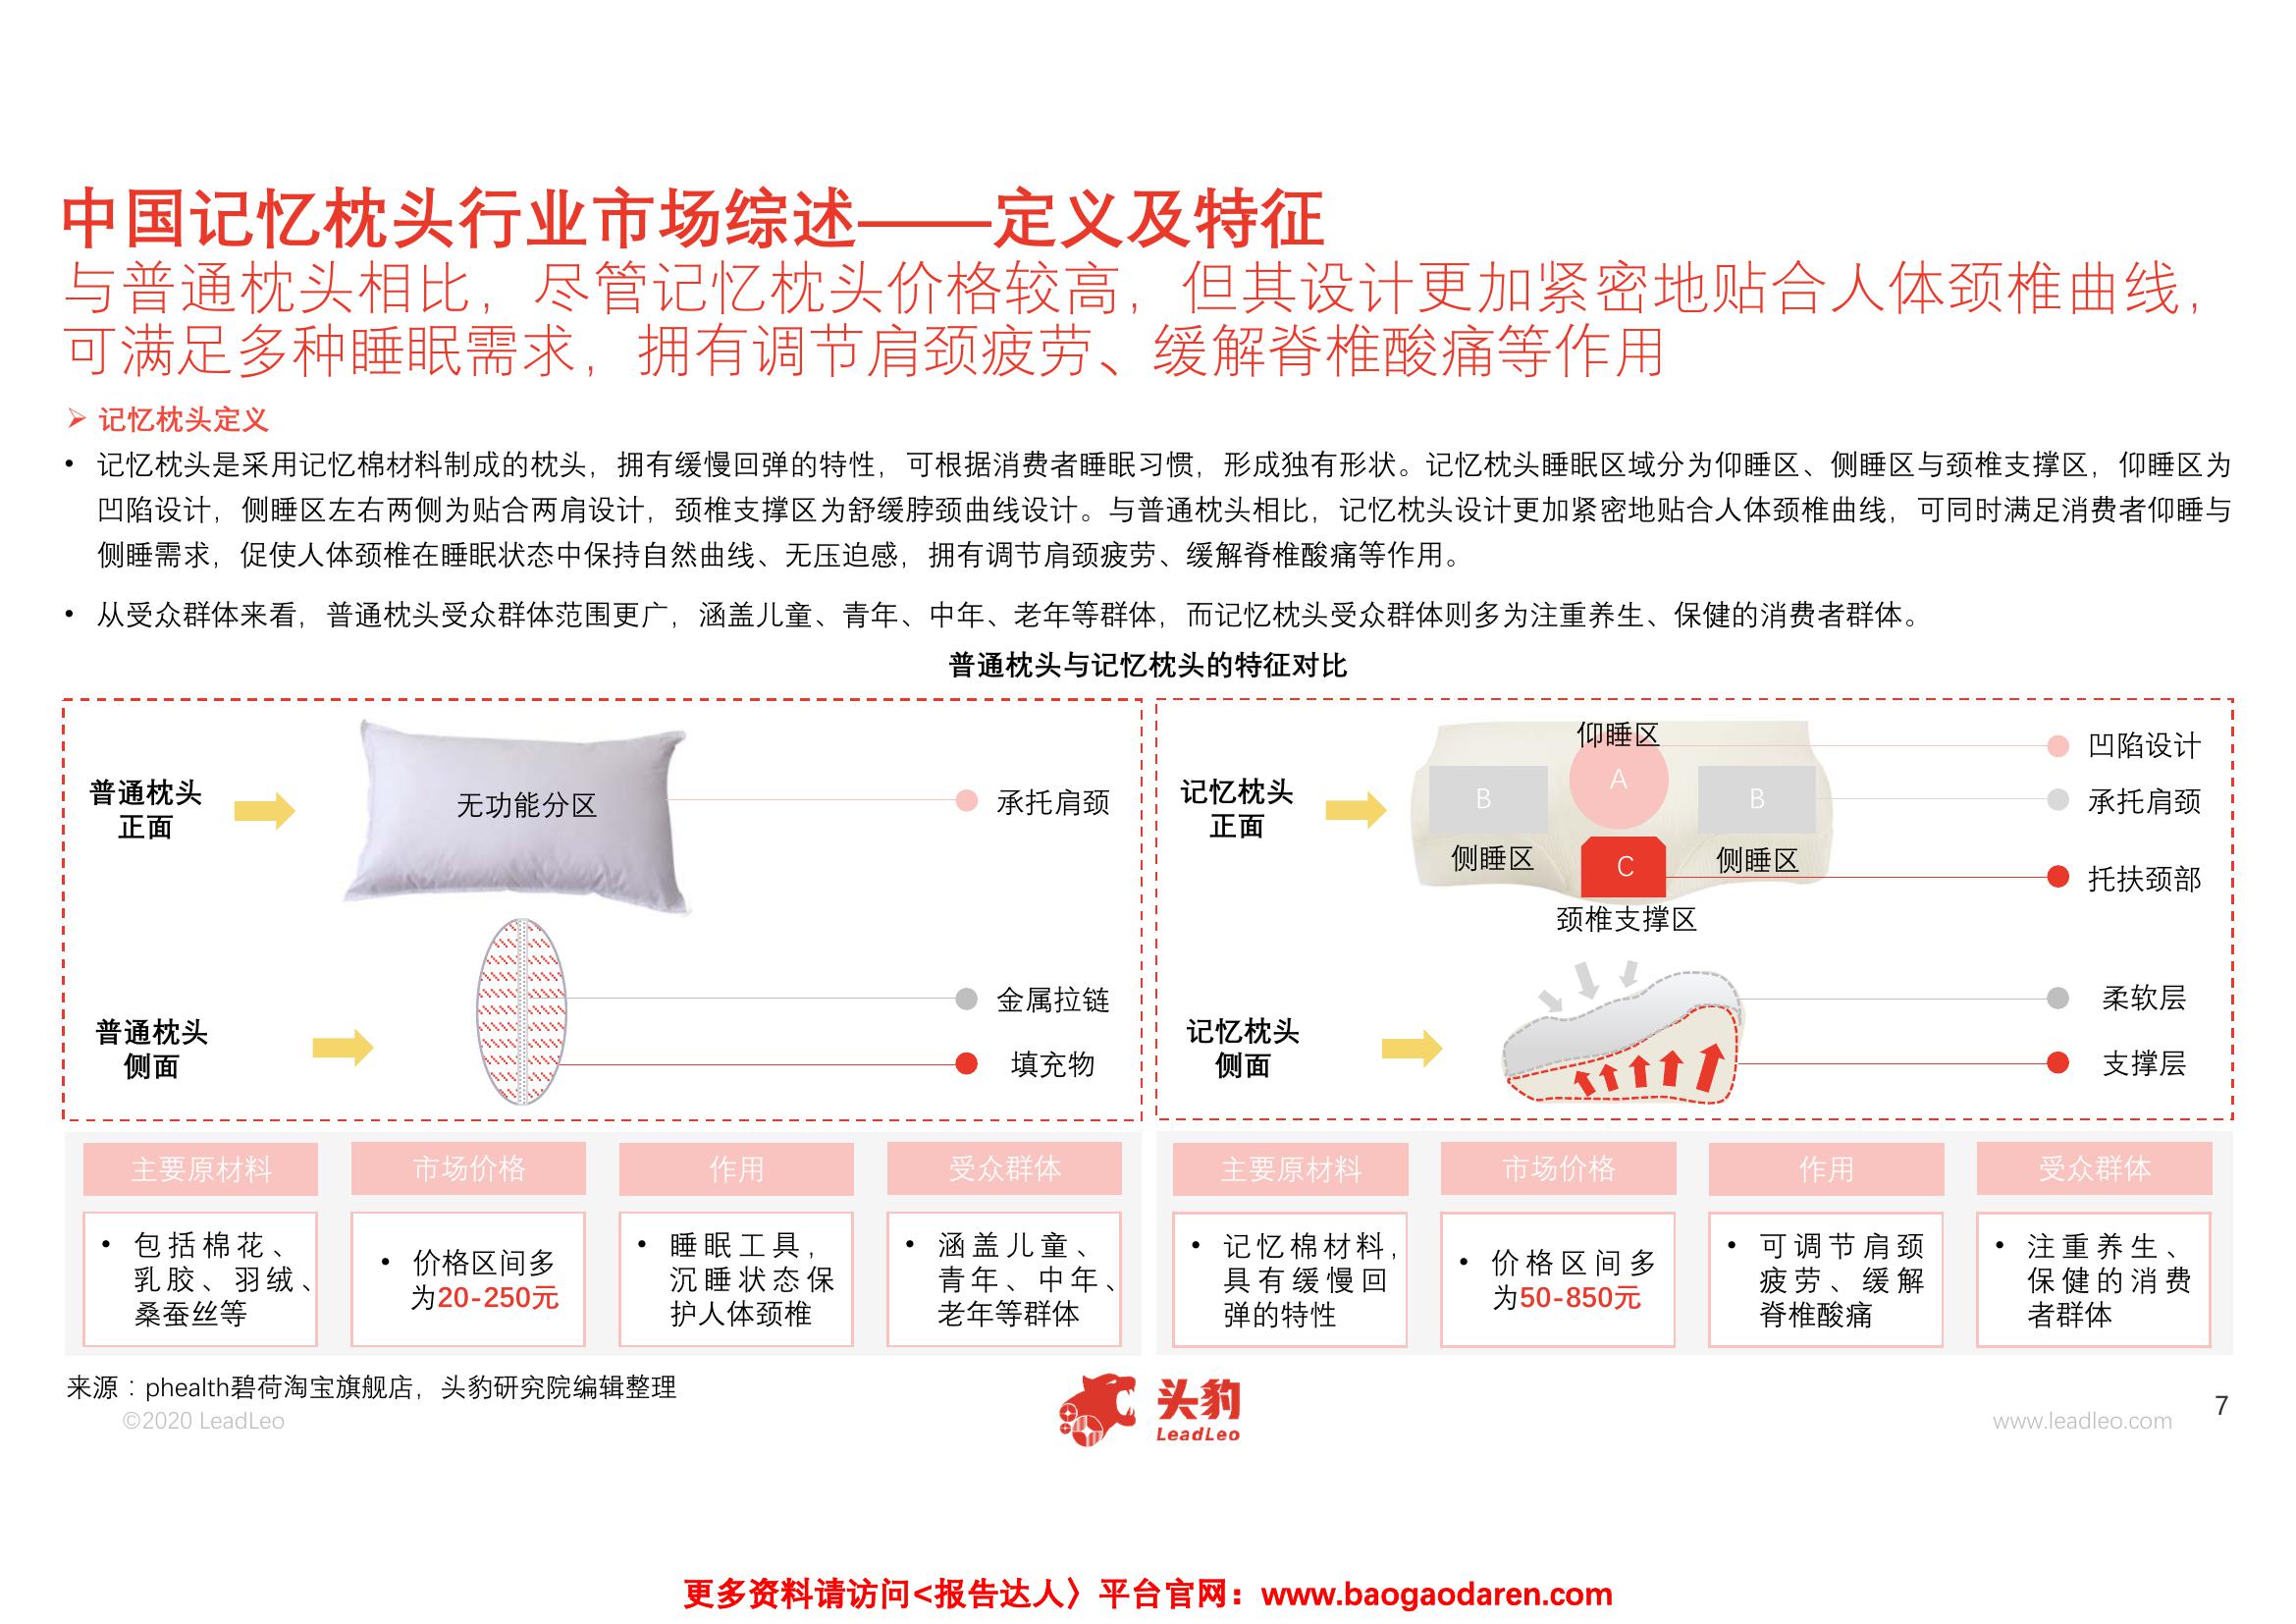 中国记忆枕头行业市场综述——定义及特征
与普通枕头相比，尽管记忆枕头价格较高，但其设计更加紧密地贴合人体颈椎曲线，
可满足多种睡眠需求，拥有调节肩颈疲劳、缓解脊椎酸痛等作用
➢ 记忆枕头定义
• 记忆枕头是采用记忆棉材料制成的枕头，拥有缓慢回弹的特性，可根据消费者睡眠习惯，形成独有形状。记忆枕头睡眠区域分为仰睡区、侧睡区与颈椎支撑区，仰睡区为
凹陷设计，侧睡区左右两侧为贴合两肩设计，颈椎支撑区为舒缓脖颈曲线设计。与普通枕头相比，记忆枕头设计更加紧密地贴合人体颈椎曲线，可同时满足消费者仰睡与
侧睡需求，促使人体颈椎在睡眠状态中保持自然曲线、无压迫感，拥有调节肩颈疲劳、缓解脊椎酸痛等作用。
• 从受众群体来看，普通枕头受众群体范围更广，涵盖儿童、青年、中年、老年等群体，而记忆枕头受众群体则多为注重养生、保健的消费者群体。
普通枕头与记忆枕头的特征对比
普通枕头
正面
无功能分区
承托肩颈
普通枕头
侧面
金属拉链
填充物
记忆枕头
正面
仰睡区
A
B
B
侧睡区
C
侧睡区
颈椎支撑区
凹陷设计
承托肩颈
托扶颈部
记忆枕头
侧面
柔软层
支撑层
主要原材料
• 包括棉花、
乳胶、羽绒、
桑蚕丝等
市场价格
• 价格区间多
为20-250元
作用
• 睡眠工具，
沉睡状态保
护人体颈椎
受众群体
• 涵盖儿童、
青年、中年、
老年等群体
主要原材料
• 记忆棉材料，
具有缓慢回
弹的特性
市场价格
• 价格区间多
为50-850元
作用
• 可调节肩颈
疲劳、缓解
脊椎酸痛
受众群体
• 注重养生、
保健的消费
者群体
来源：phealth碧荷淘宝旗舰店，头豹研究院编辑整理
©2020 LeadLeo
头豹
LeadLeo
www.leadleo.com
7
更多资料请访问<报告达人〉平台官网：www.baogaodaren.com